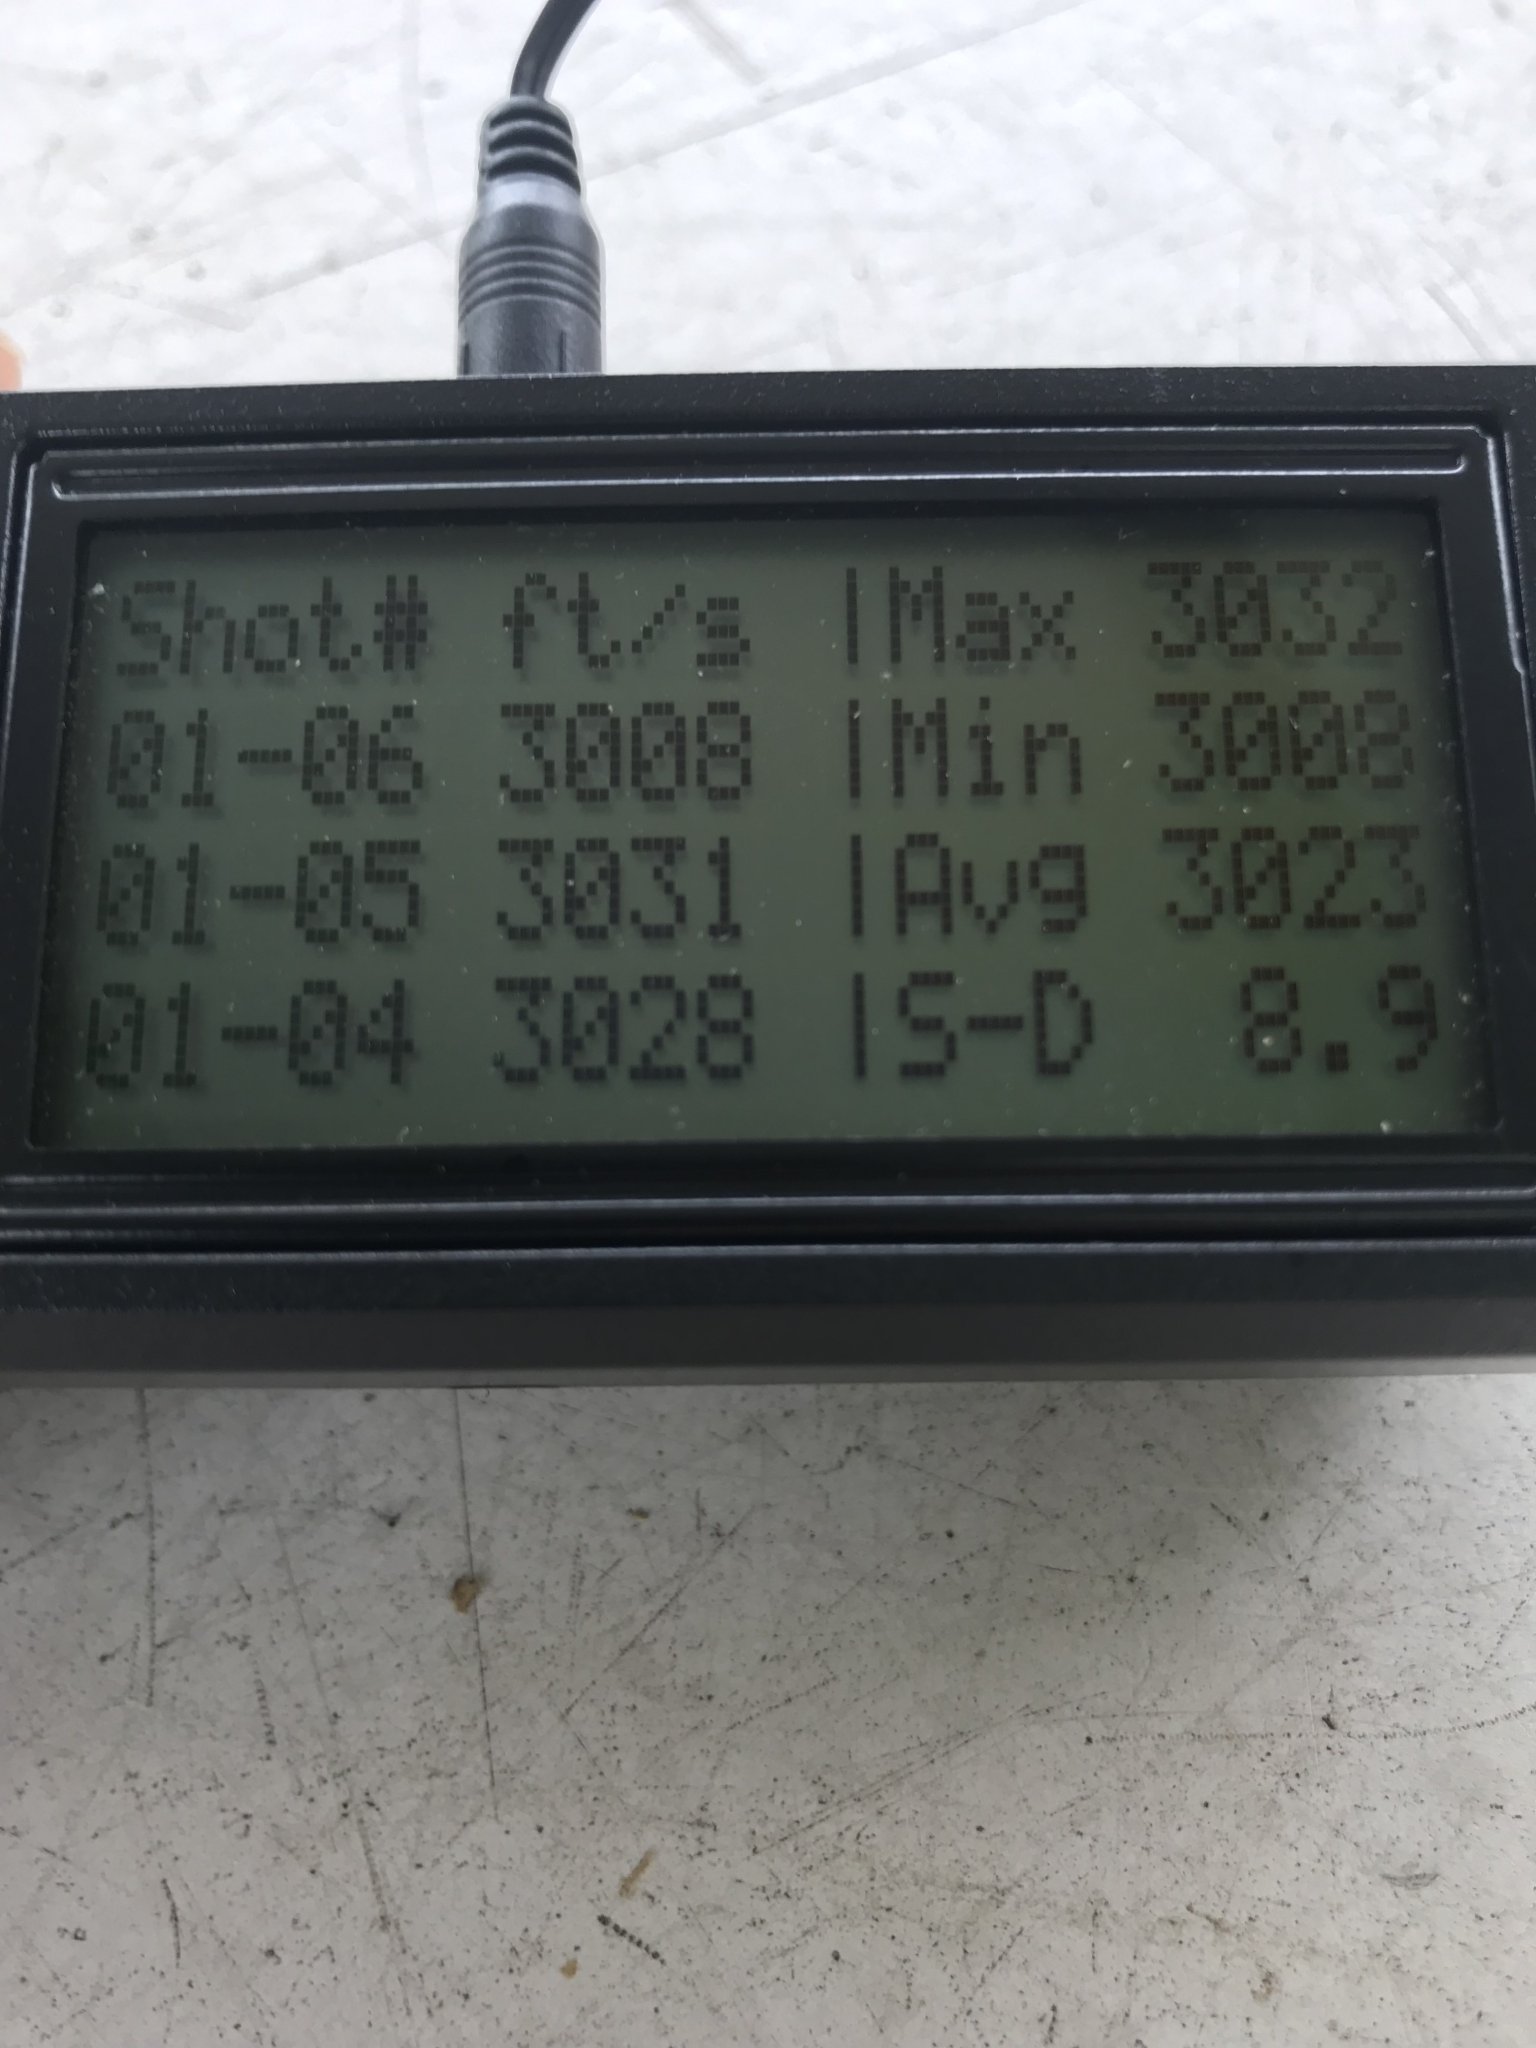 Shot# ft/s |Max 3032
01-06 3008 |Min 3008
01-05 3031 |Avg 3023
01-04 3028 |S-D 8.9